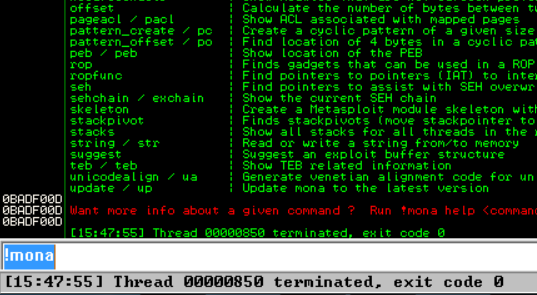 offset ¦ Calculate the number of bytes between tw
pageacl / pacl ¦ Show ACL associated with mapped pages
pattern_create / pc ¦ Create a cyclic pattern of a given size
pattern_offset / po ¦ Find location of 4 bytes in a cyclic pat
peb / peb ¦ Show location of the PEB
rop ¦ Finds gadgets that can be used in a ROP
ropfunc ¦ Find pointers to pointers (IAT) to inte
seh ¦ Find pointers to assist with SEH overwr
sehchain / exchain ¦ Show the current SEH chain
skeleton ¦ Create a Metasploit module skeleton with
stackpivot ¦ Finds stackpivots (move stackpointer to
stacks ¦ Show all stacks for all threads in the
string / str ¦ Read or write a string from/to memory
suggest ¦ Suggest an exploit buffer structure
teb / teb ¦ Show TEB related information
unicodealign / ua ¦ Generate venetian alignment code for un
update / up ¦ Update mona to the latest version
0BADF00D
0BADF00D Want more info about a given command ? Run !mona help <command
0BADF00D
[15:47:55] Thread 00000850 terminated, exit code 0
!mona
[15:47:55] Thread 00000850 terminated, exit code 0